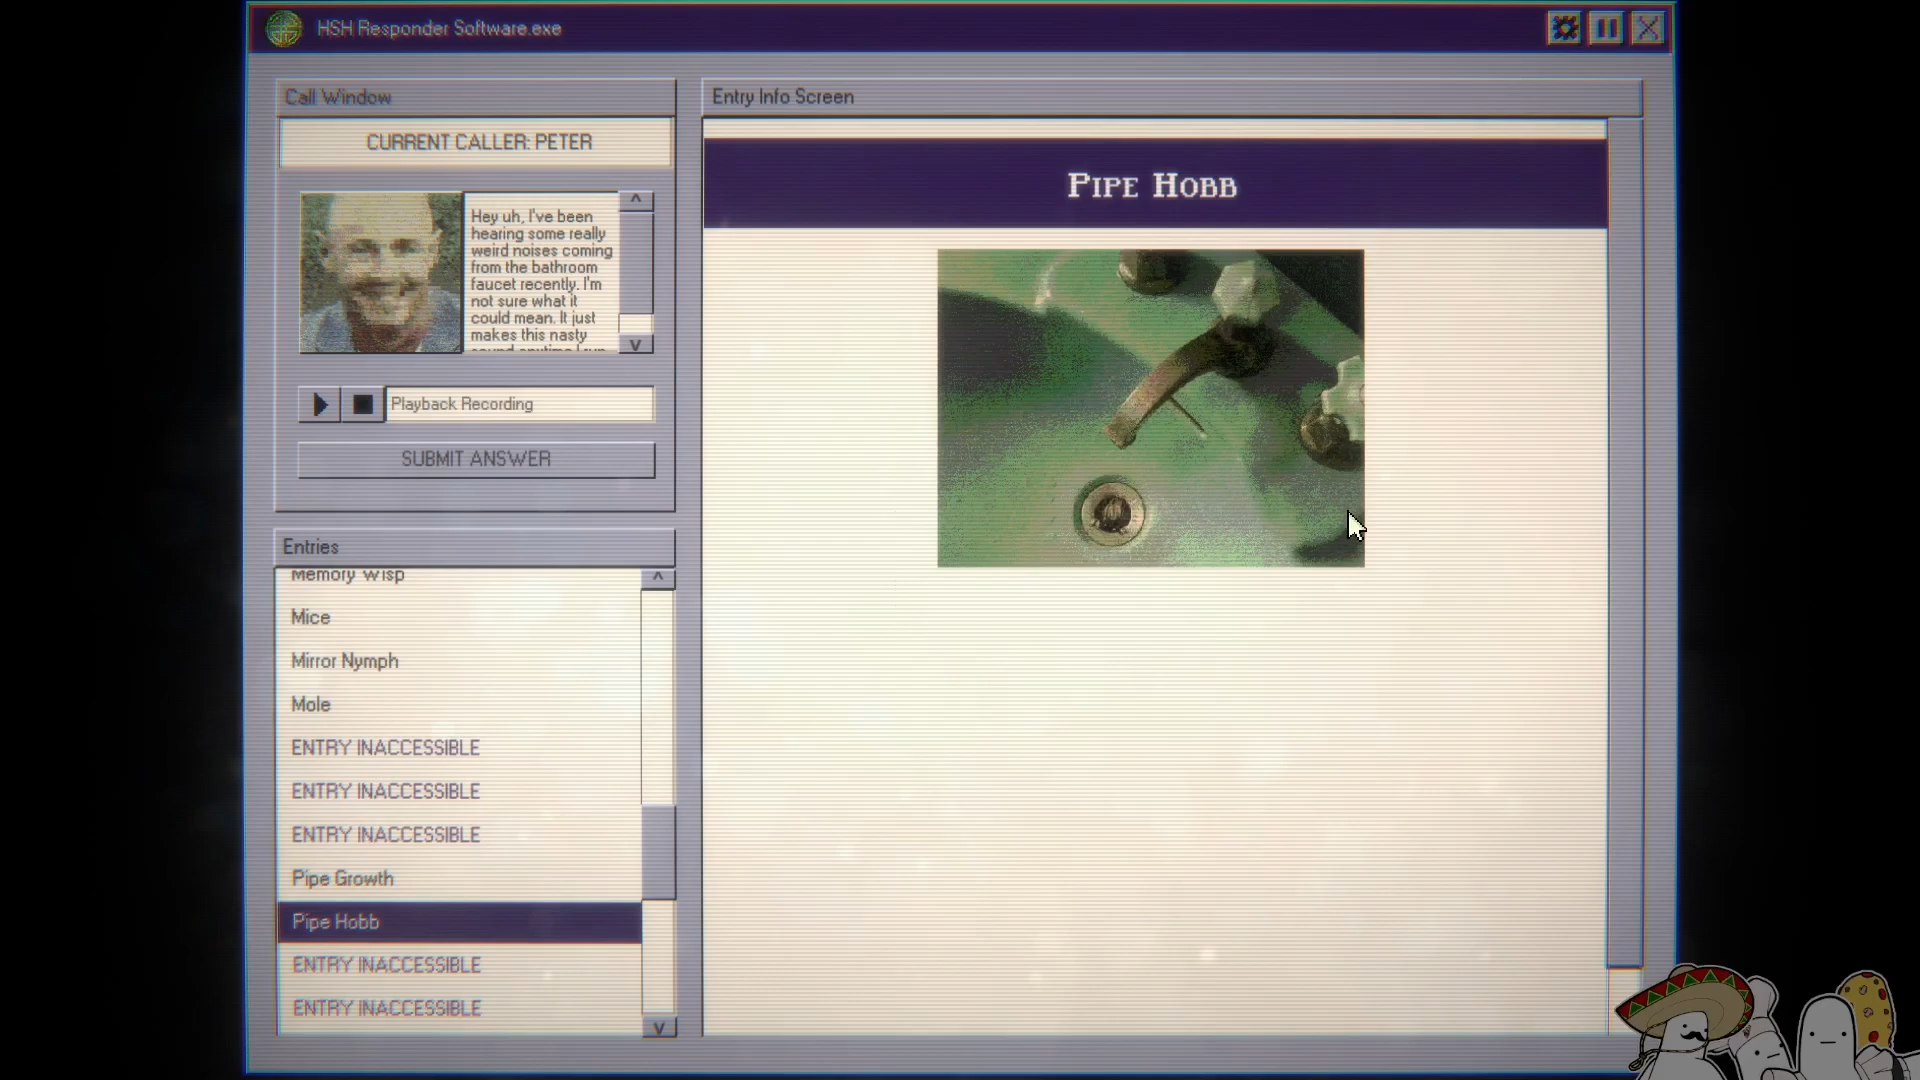 HSH Responder Software.exe
Call Window
CURRENT CALLER: PETER
Hey uh, I've been
hearing some really
weird noises coming
from the bathroom
faucet recently. I'm
not sure what it
could mean. It just
makes this nasty
sound anytime I run
Playback Recording
SUBMIT ANSWER
Entries
Memory Wisp
Mice
Mirror Nymph
Mole
ENTRY INACCESSIBLE
ENTRY INACCESSIBLE
ENTRY INACCESSIBLE
Pipe Growth
Pipe Hobb
ENTRY INACCESSIBLE
ENTRY INACCESSIBLE
Entry Info Screen
PIPE HOBB